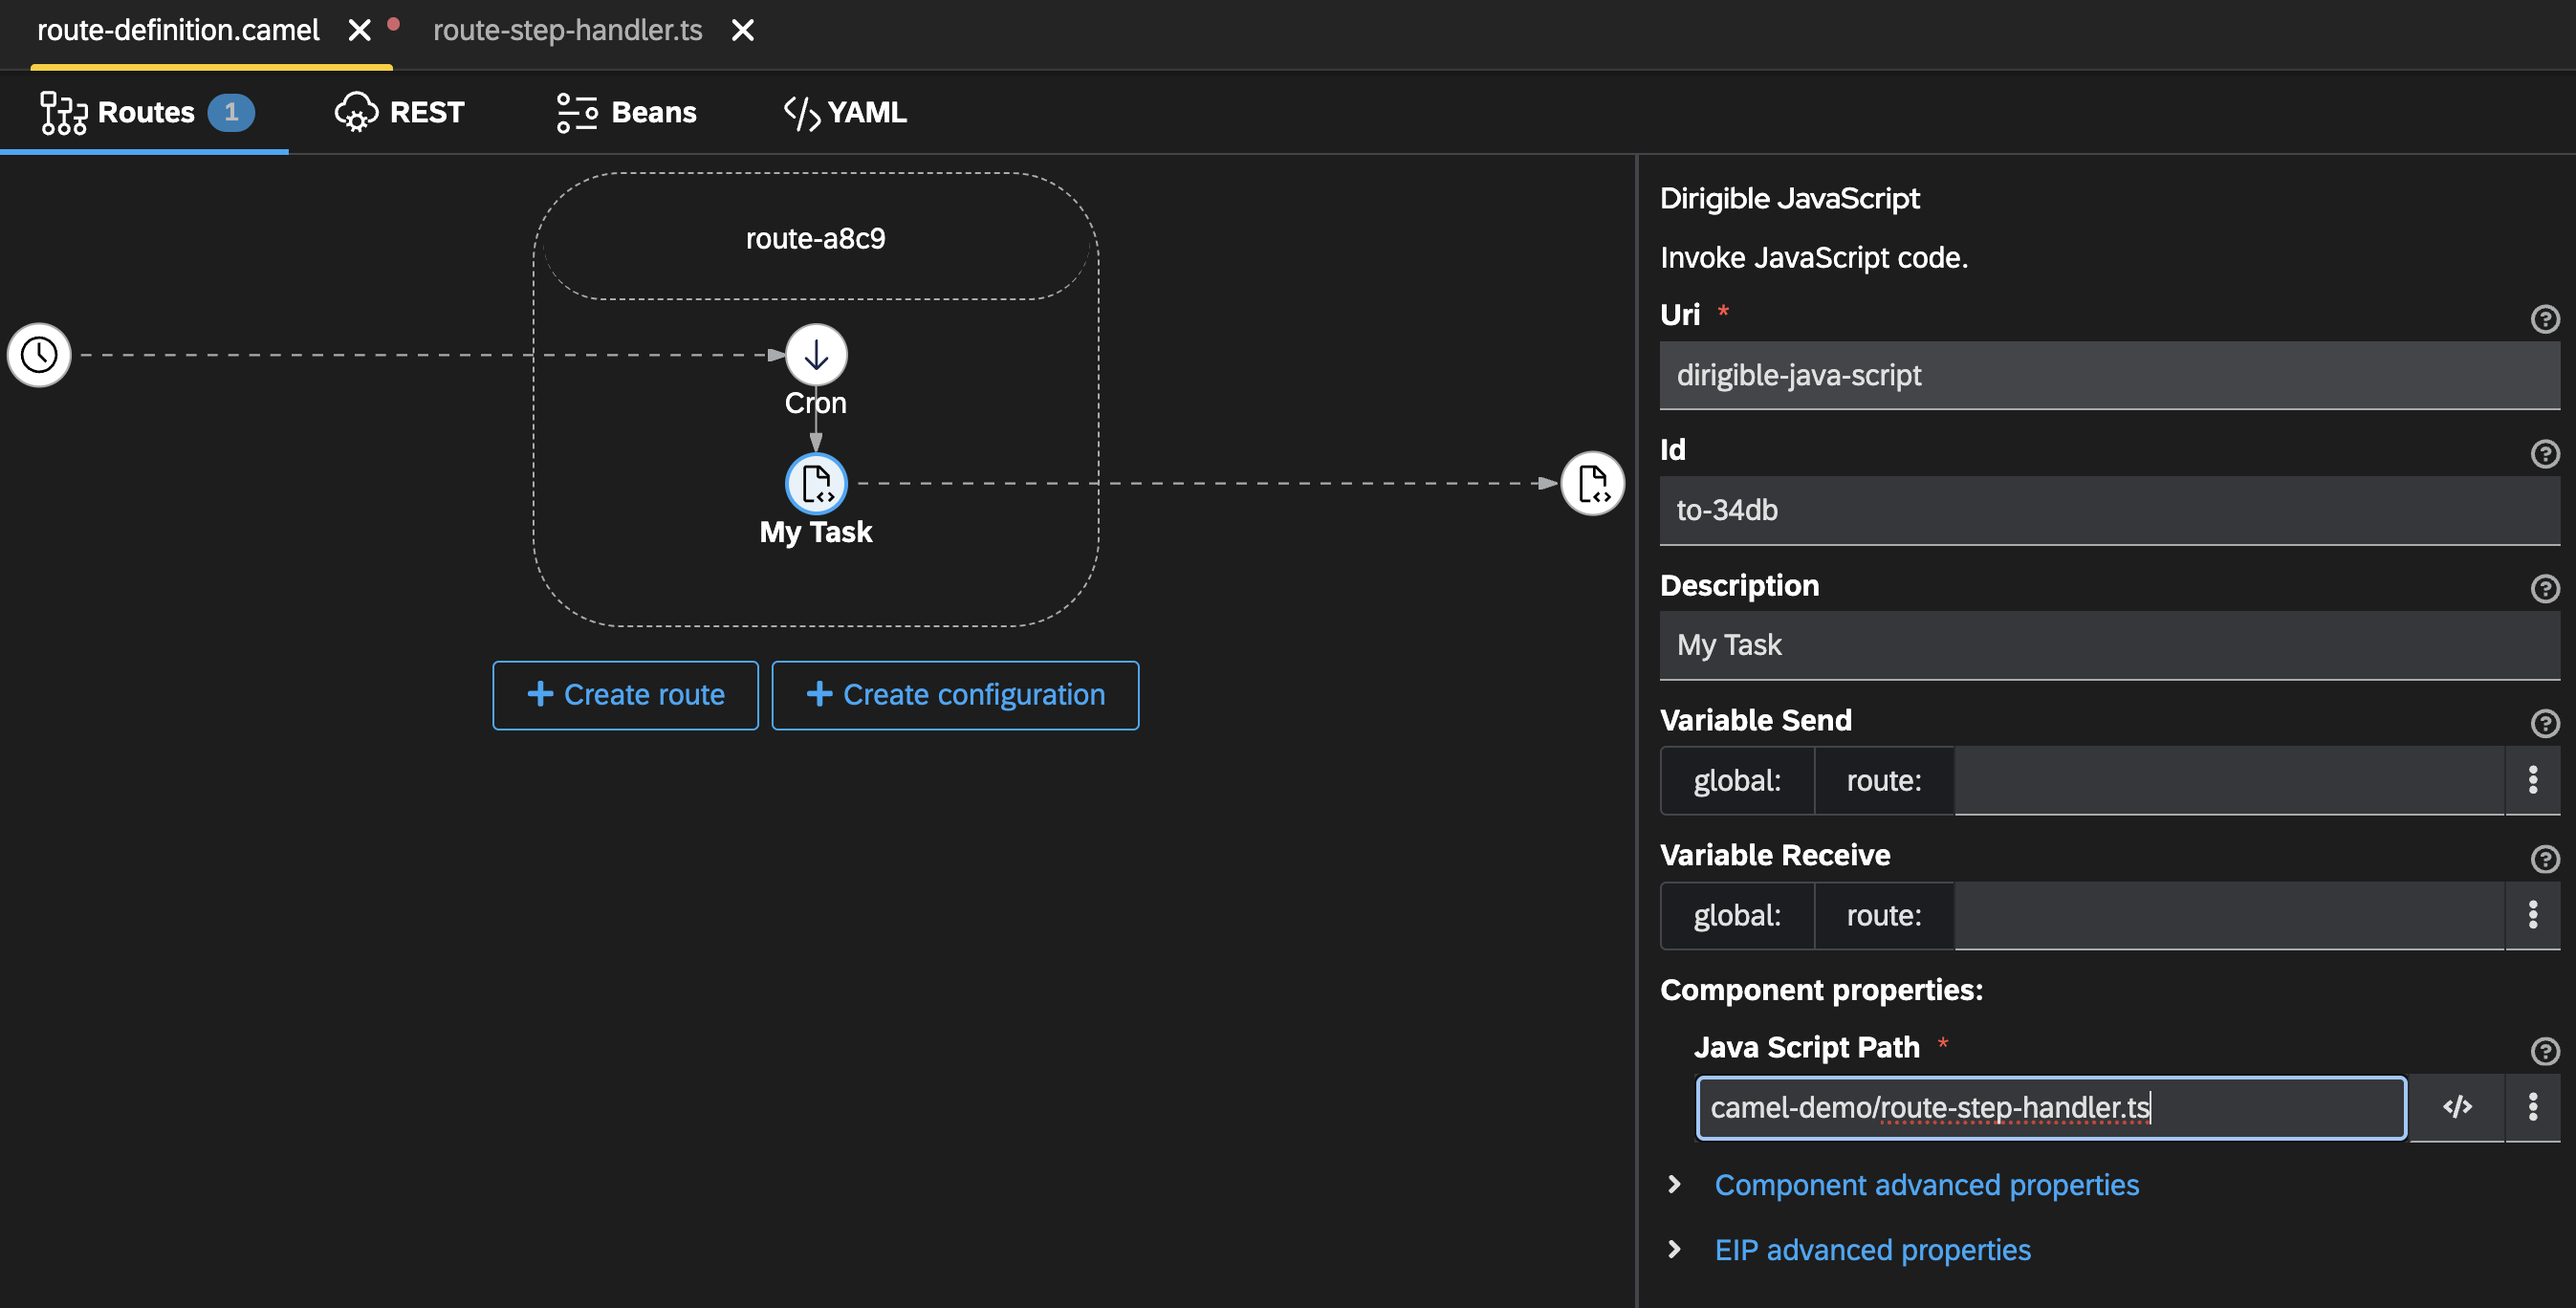 route-definition.camel
route-step-handler.ts
Routes 1
REST
Beans
YAML
route-a8c9
Cron
My Task
Create route
Create configuration
Dirigible JavaScript
Invoke JavaScript code.
Uri *
dirigible-java-script
Id
to-34db
Description
My Task
Variable Send
global: route:
Variable Receive
global: route:
Component properties:
Java Script Path *
camel-demo/route-step-handler.ts
Component advanced properties
EIP advanced properties